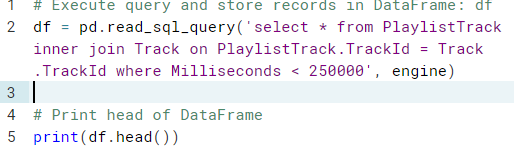 1 # Execute query and store records in DataFrame: df
2 df = pd.read_sql_query('select * from PlaylistTrack
inner join Track on PlaylistTrack.TrackId = Track
.TrackId where Milliseconds < 250000', engine)
3
4 # Print head of DataFrame
5 print(df.head())